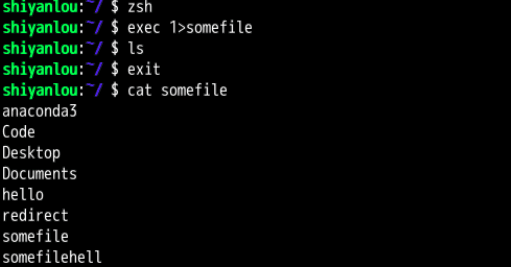 shiyanlou:~/ $ zsh
shiyanlou:~/ $ exec 1>somefile
shiyanlou:~/ $ ls
shiyanlou:~/ $ exit
shiyanlou:~/ $ cat somefile
anaconda3
Code
Desktop
Documents
hello
redirect
somefile
somefilehell